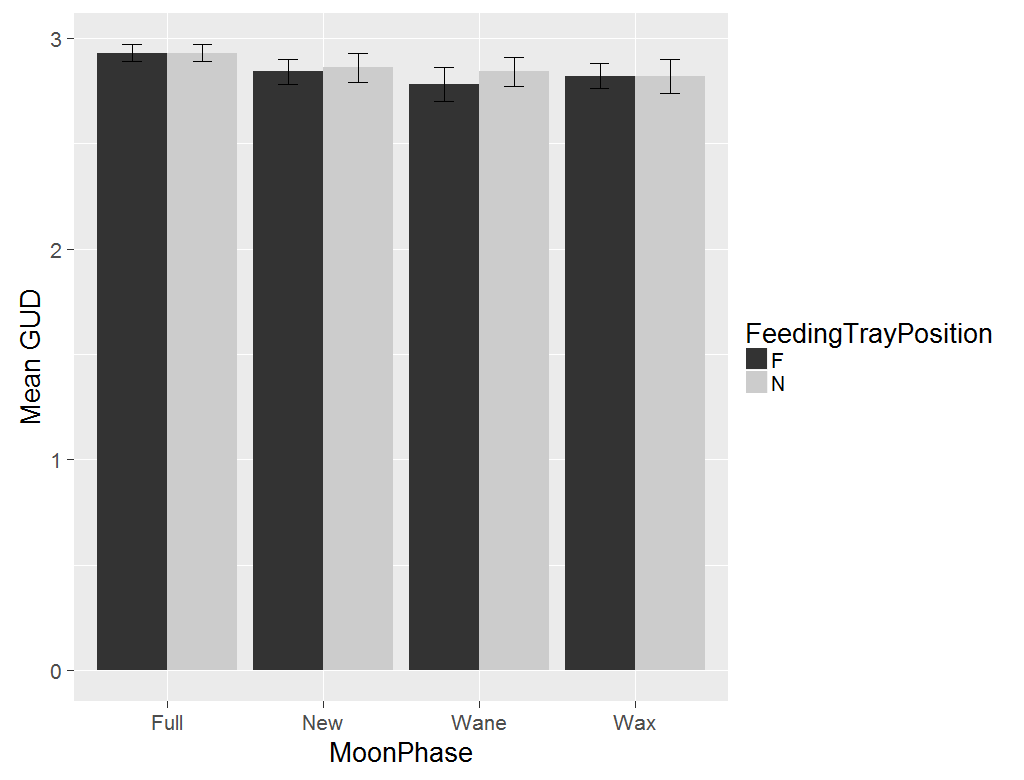 3
2
1
0
Mean GUD
Full New Wane Wax
MoonPhase
FeedingTrayPosition
F
N